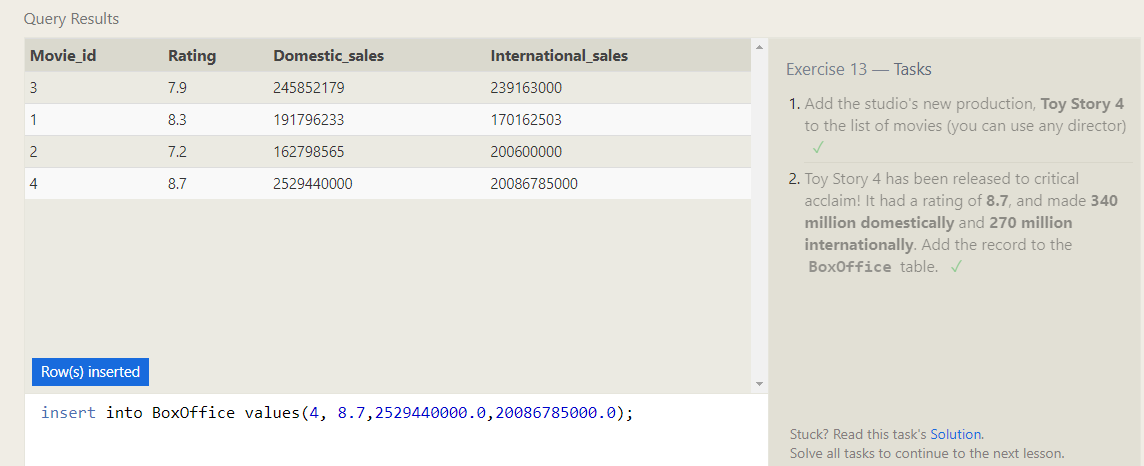 Query Results
Movie_id Rating Domestic_sales International_sales
3 7.9 245852179 239163000
1 8.3 191796233 170162503
2 7.2 162798565 200600000
4 8.7 2529440000 20086785000
Row(s) inserted
insert into BoxOffice values(4, 8.7,2529440000.0,20086785000.0);
Exercise 13 — Tasks
1. Add the studio's new production, Toy Story 4
to the list of movies (you can use any director)
✓
2. Toy Story 4 has been released to critical
acclaim! It had a rating of 8.7, and made 340
million domestically and 270 million
internationally. Add the record to the
BoxOffice table. ✓
Stuck? Read this task's Solution.
Solve all tasks to continue to the next lesson.